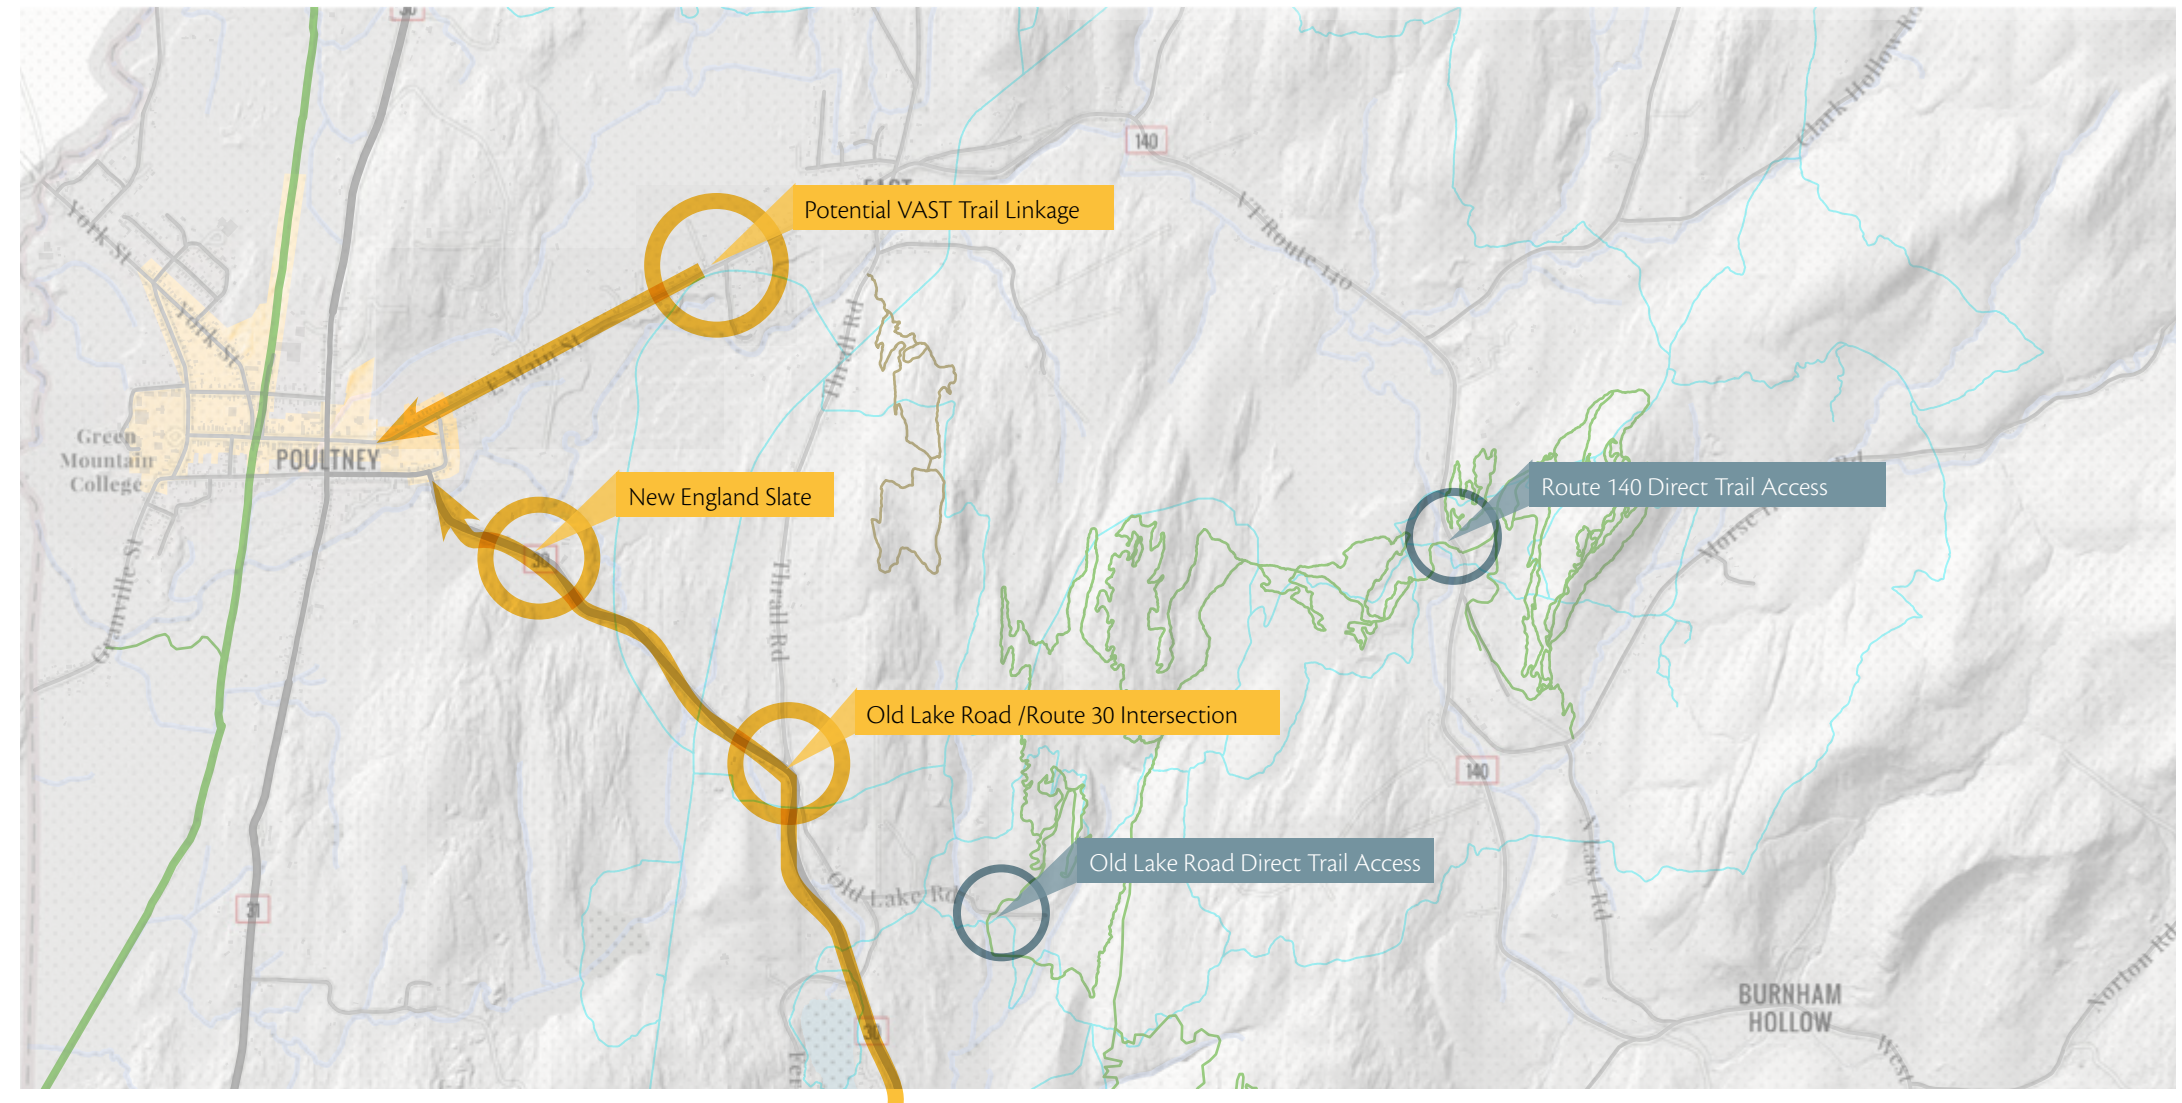 140
Clark Hollow Ro
York St
EAST
Potential VAST Trail Linkage
VT Route 140
York St
E Main St
Thrall Rd
Green
Mountain
College
POULTNEY
New England Slate
Route 140 Direct Trail Access
Rd
Morse
30
Granville St
Thrall Rd
Old Lake Road /Route 30 Intersection
140
Old Lake Road Direct Trail Access
Old Lake Rd
N East Rd
31
Norton Rd
BURNHAM
HOLLOW
30
West
Fer